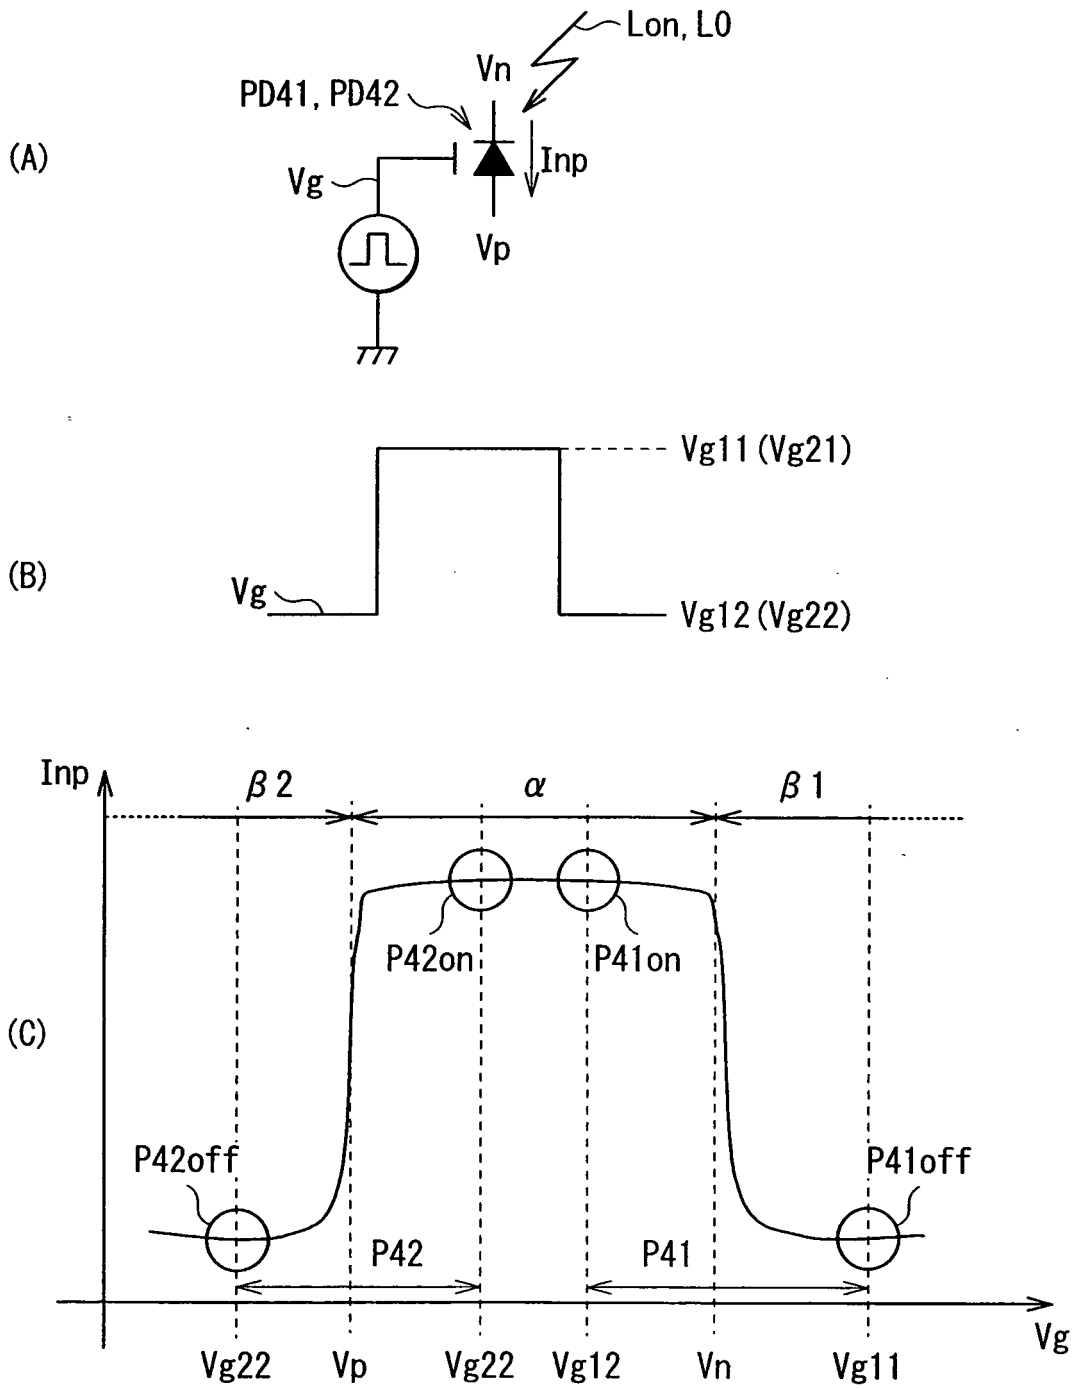 Lon, L0
Vn
PD41, PD42
(A)
Inp
Vg
Vp
Vg11(Vg21)
(B)
Vg
Vg12(Vg22)
Inp
β2
α
β1
P42on
P41on
(C)
P42off
P41off
P42
P41
Vg22
Vp
Vg22
Vg12
Vn
Vg11
Vg